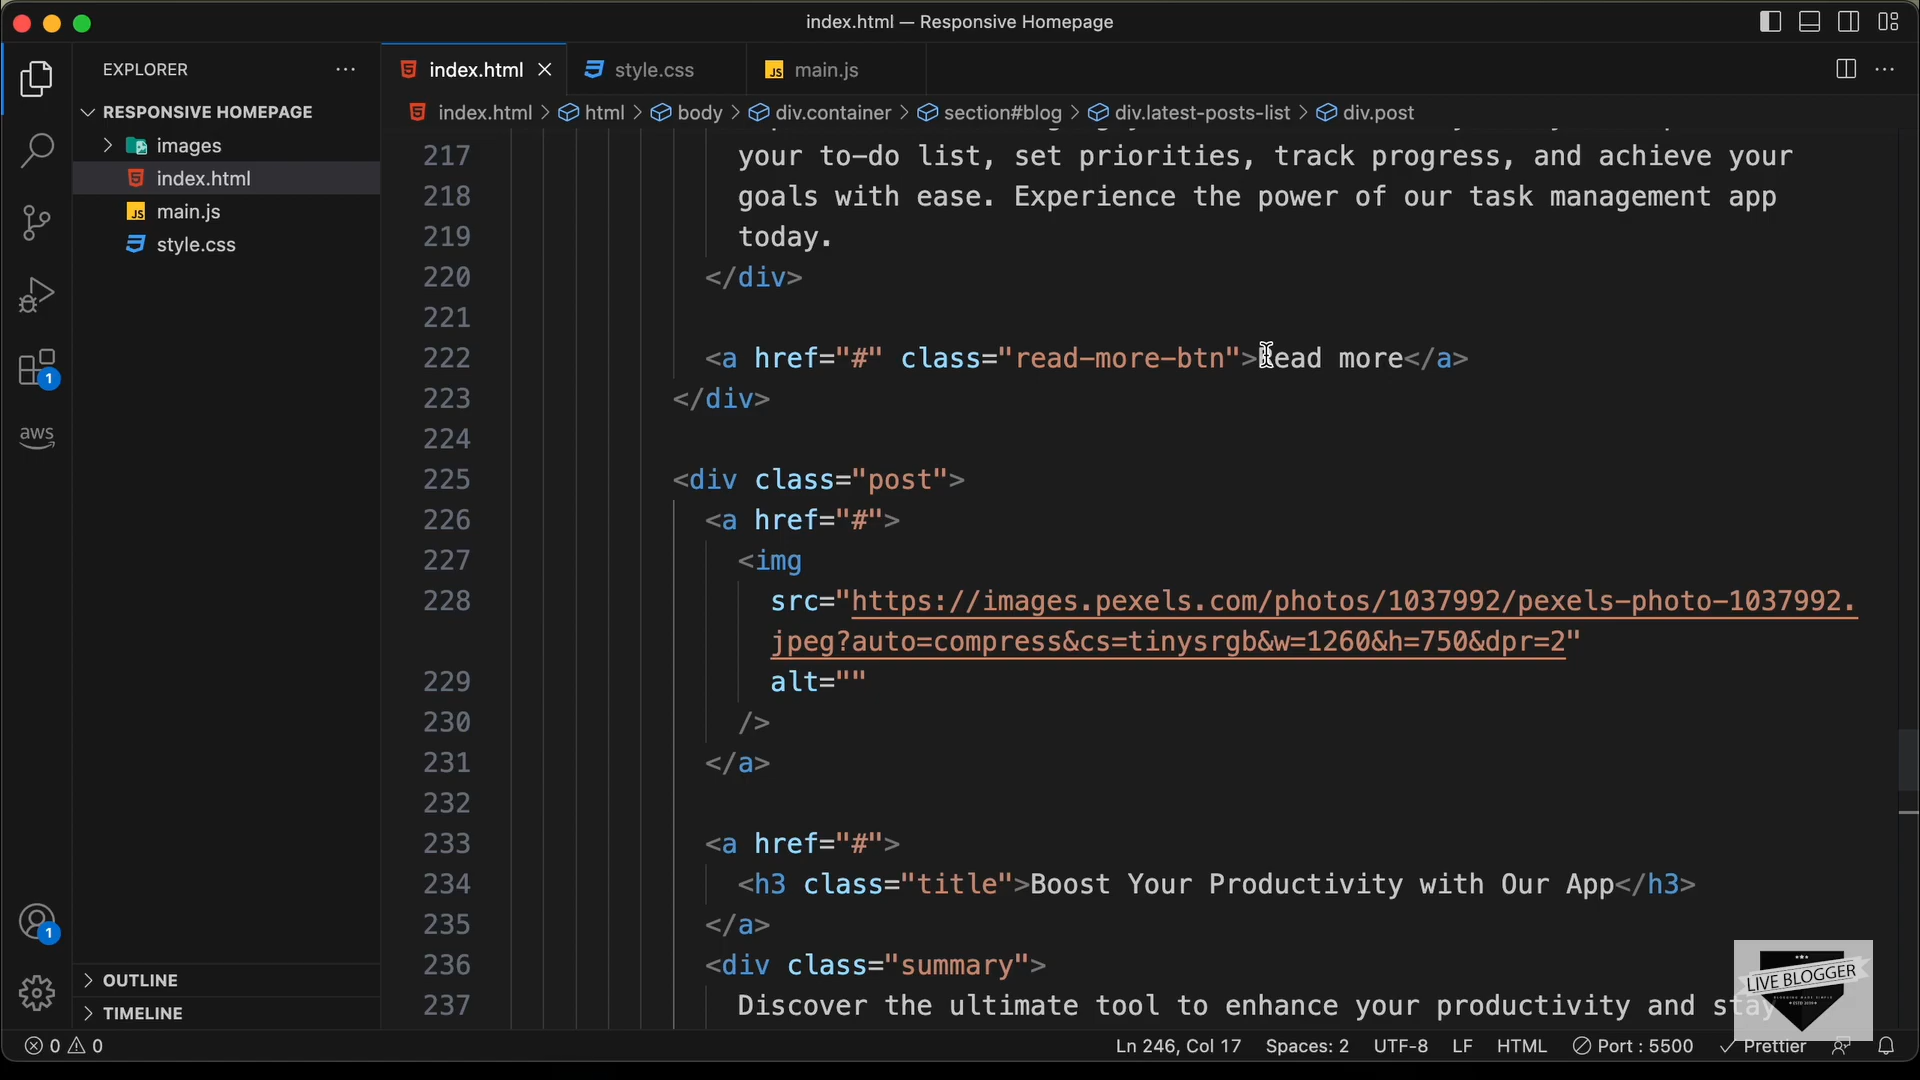 index.html — Responsive Homepage
EXPLORER
RESPONSIVE HOMEPAGE
images
index.html
main.js
style.css
OUTLINE
TIMELINE
aws
1
1
index.html
style.css
JS main.js
index.html > html > body > div.container > section#blog > div.latest-posts-list > div.post
217 your to-do list, set priorities, track progress, and achieve your
218 goals with ease. Experience the power of our task management app
219 today.
220 </div>
221
222 <a href="#" class="read-more-btn">Read more</a>
223 </div>
224
225 <div class="post">
226 <a href="#">
227 <img
228 src="https://images.pexels.com/photos/1037992/pexels-photo-1037992.
jpeg?auto=compress&cs=tinysrgb&w=1260&h=750&dpr=2"
229 alt=""
230 />
231 </a>
232
233 <a href="#">
234 <h3 class="title">Boost Your Productivity with Our App</h3>
235 </a>
236 <div class="summary">
237 Discover the ultimate tool to enhance your productivity and stay
LIVE BLOGGER
0 0 Ln 246, Col 17 Spaces: 2 UTF-8 LF HTML Port : 5500 Prettier